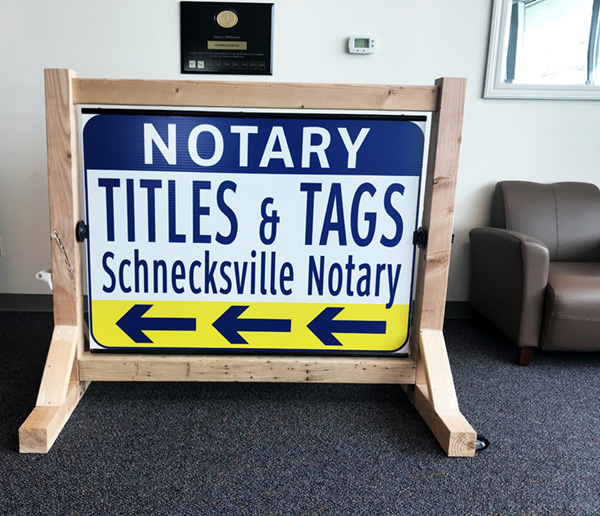 NOTARY
TITLES & TAGS
Schnecksville Notary